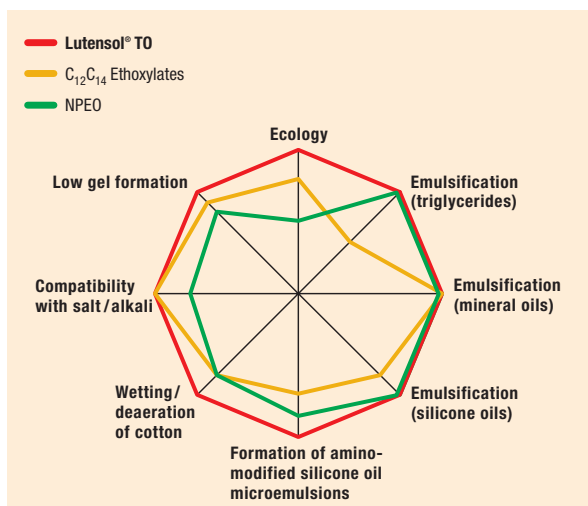 Lutensol® TO
C₁₂C₁₄ Ethoxylates
NPEO
Ecology
Low gel formation
Emulsification
(triglycerides)
Compatibility
with salt / alkali
Emulsification
(mineral oils)
Wetting /
deaeration
of cotton
Emulsification
(silicone oils)
Formation of amino-
modified silicone oil
microemulsions